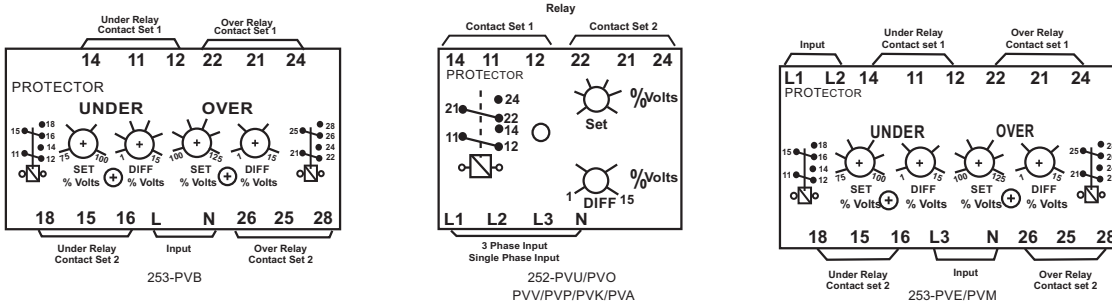 Under Relay
Contact Set 1
Over Relay
Contact Set 1
14 11 12 22 21 24
PROTECTOR
UNDER OVER
18
15 16
14
11 12
75 100
1 15
100 125
1 15
28
25 26
24
21 22
SET DIFF SET DIFF
% Volts % Volts % Volts % Volts
18 15 16 L N 26 25 28
Under Relay
Contact Set 2
Input
Over Relay
Contact Set 2
253-PVB
Relay
Contact Set 1 Contact Set 2
14 11 12 22 21 24
PROTECTOR
24
21
22
14
11
12
%Volts
Set
%Volts
1 DIFF 15
L1 L2 L3 N
3 Phase Input
Single Phase Input
252-PVU/PVO
PVV/PVP/PVK/PVA
Input
Under Relay
Contact set 1
Over Relay
Contact set 1
L1 L2 14 11 12 22 21 24
PROTECTOR
UNDER OVER
18
15 16
14
11 12
75 100
1 15
100 125
1 15
25
21
SET DIFF SET DIFF
% Volts % Volts % Volts % Volts
18 15 16 L3 N 26 25 28
Under Relay
Contact set 2
Input
Over Relay
Contact set 2
253-PVE/PVM